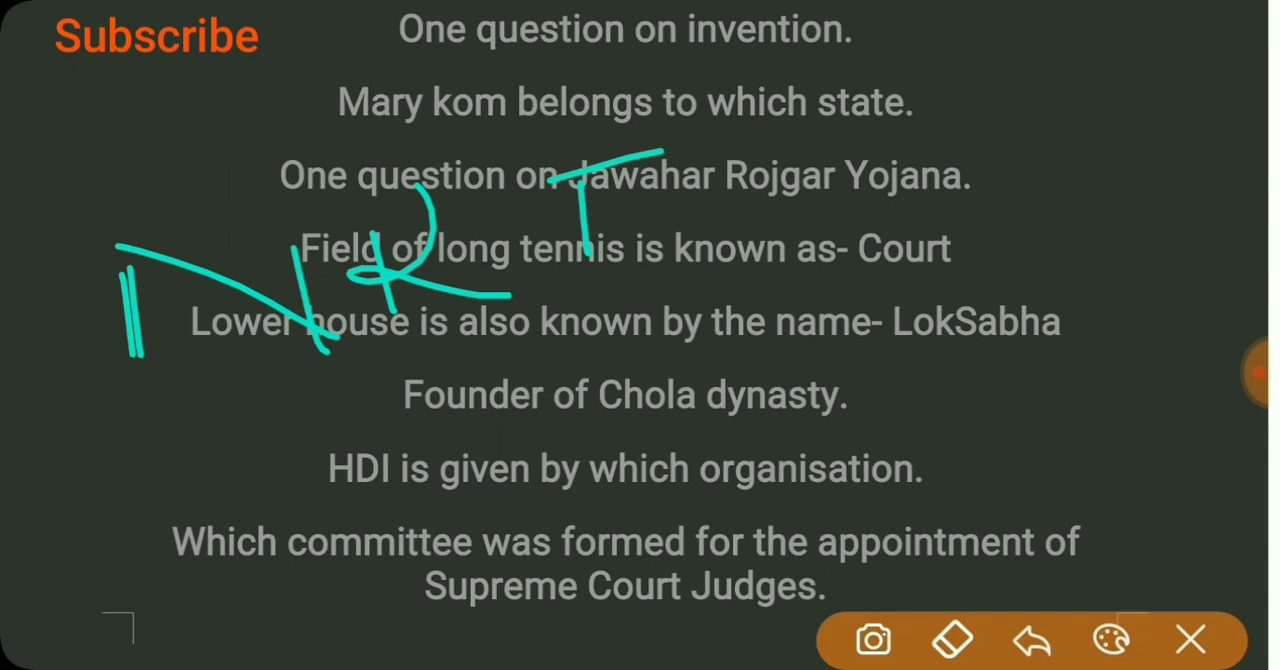 Subscribe
One question on invention.
Mary kom belongs to which state.
One question on Jawahar Rojgar Yojana.
Field of long tennis is known as- Court
Lower house is also known by the name- LokSabha
Founder of Chola dynasty.
HDI is given by which organisation.
Which committee was formed for the appointment of
Supreme Court Judges.